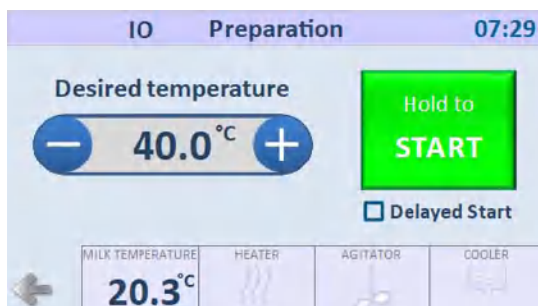 IO Preparation 07:29
Desired temperature
40.0°C
Hold to
START
Delayed Start
MILK TEMPERATURE HEATER AGITATOR COOLER
20.3°C